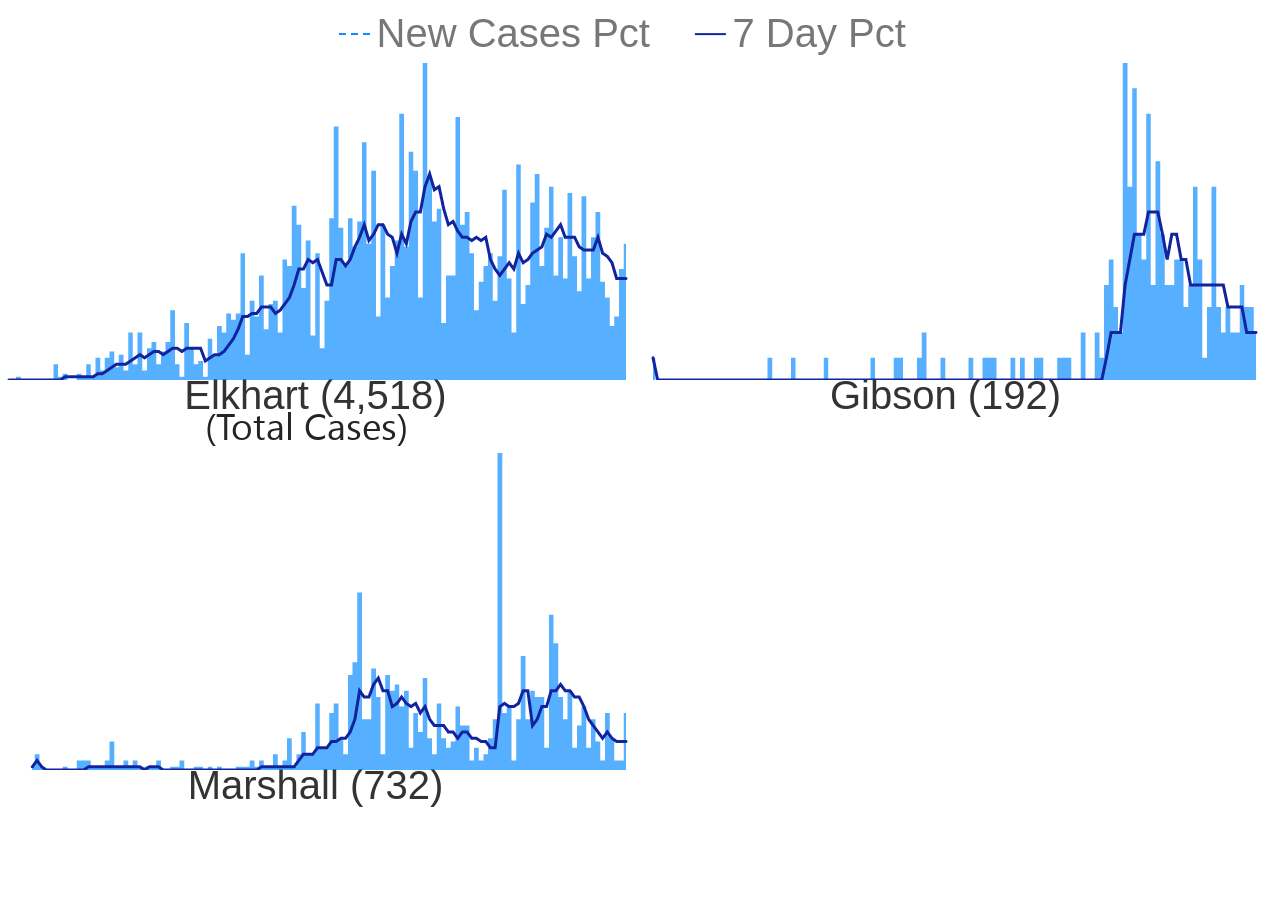 New Cases Pct 7 Day Pct
Elkhart (4,518)
(Total Cases)
Gibson (192)
Marshall (732)